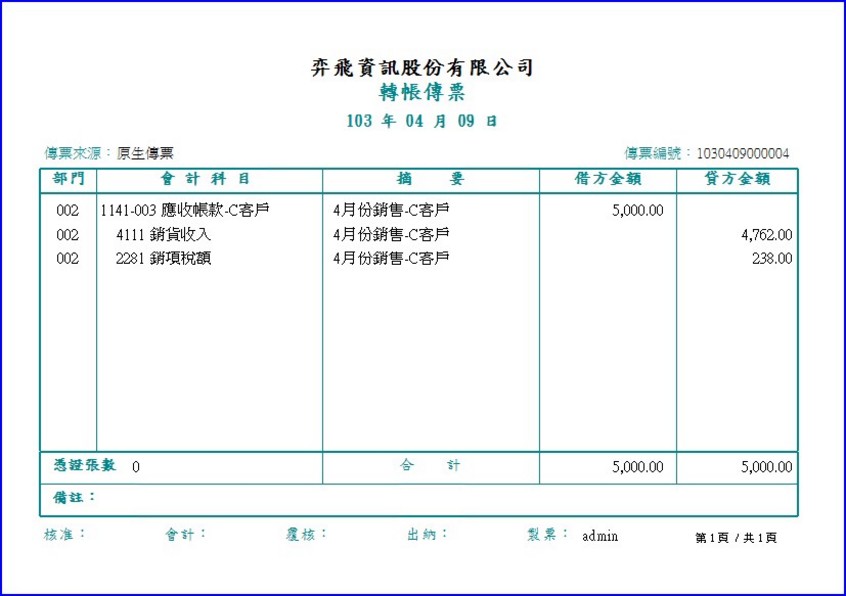 弈飛資訊股份有限公司
轉帳傳票
103 年 04 月 09 日
傳票來源：原生傳票 傳票編號：1030409000004
部門 會計科目 摘 要 借方金額 貸方金額
002 1141-003 應收帳款-C客戶 4月份銷售-C客戶 5,000.00
002 4111 銷貨收入 4月份銷售-C客戶 4,762.00
002 2281 銷項稅額 4月份銷售-C客戶 238.00
憑證張數 0 合 計 5,000.00 5,000.00
備註：
核准： 會計： 覆核： 出納： 製票： admin 第1頁 / 共1頁